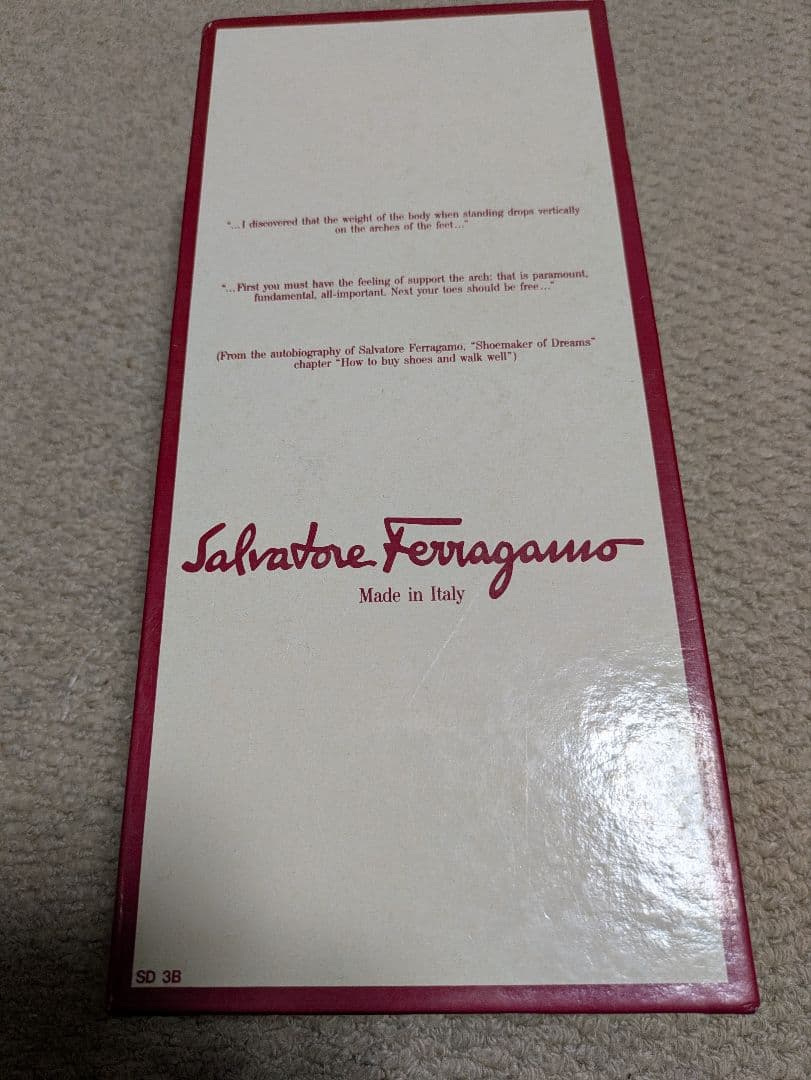 "...I discovered that the weight of the body when standing drops vertically
on the arches of the feet..."
"...First you must have the feeling of support the arch; that is paramount,
fundamental, all-important. Next your toes should be free..."
(From the autobiography of Salvatore Ferragamo, "Shoemaker of Dreams"
chapter "How to buy shoes and walk well")
Salvatore Ferragamo
Made in Italy
SD 3B